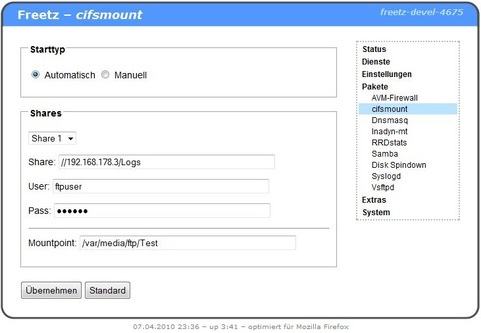 Freetz – cifsmount
freetz-devel-4675
Starttyp
Automatisch Manuell
Shares
Share 1
Share: //192.168.178.3/Logs
User: ftpuser
Pass: ●●●●●●
Mountpoint: /var/media/ftp/Test
Übernehmen Standard
Status
Dienste
Einstellungen
Pakete
AVM-Firewall
cifsmount
Dnsmasq
Inadyn-mt
RRDstats
Samba
Disk Spindown
Syslogd
Vsftpd
Extras
System
07.04.2010 23:36 – up 3:41 – optimiert für Mozilla Firefox